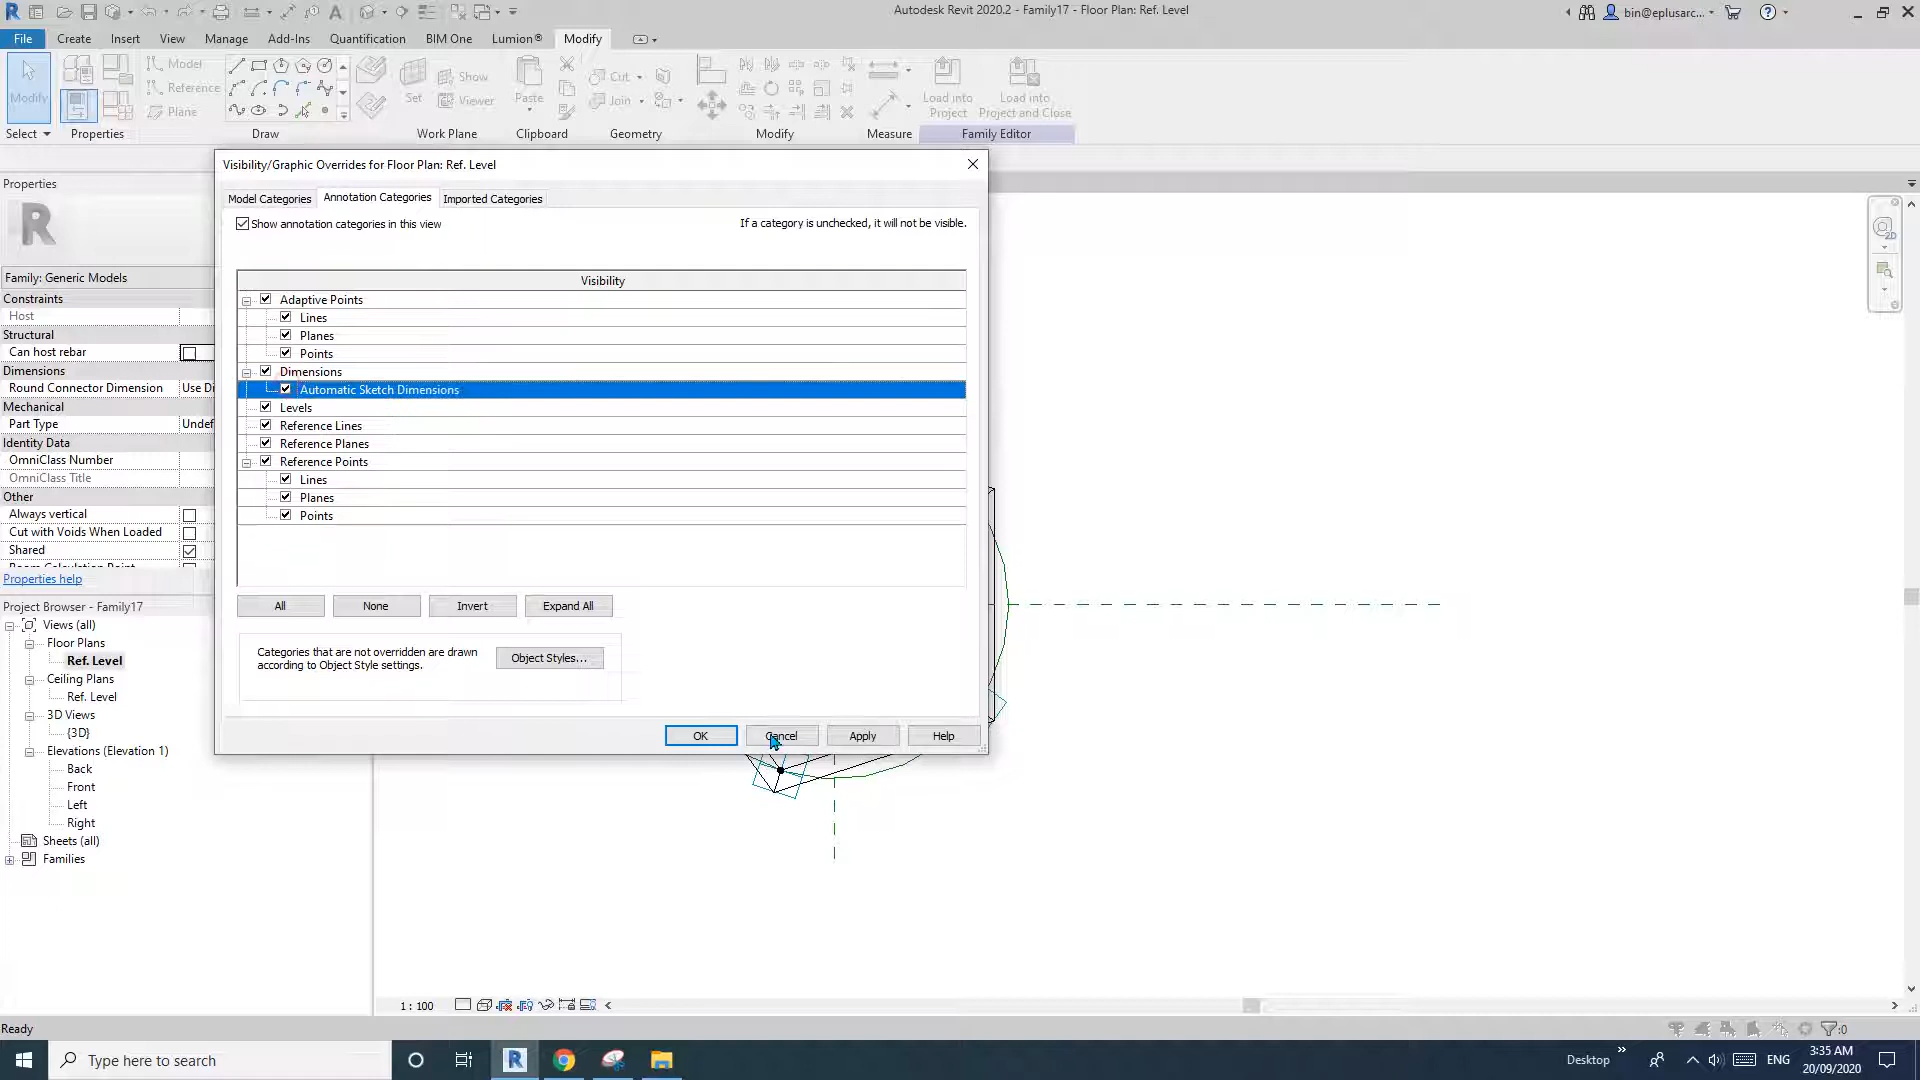 Autodesk Revit 2020.2 - Family17 - Floor Plan: Ref. Level
bin@eplusarc...
File Create Insert View Manage Add-Ins Quantification BIM One Lumion® Modify
Modify
Model
Reference
Plane
Set
Show
Viewer
Paste
Cut
Join
Load into
Project
Load into
Project and Close
Select Properties Draw Work Plane Clipboard Geometry Modify Measure Family Editor
Properties
Family: Generic Models
Constraints
Host
Structural
Can host rebar
Dimensions
Round Connector Dimension Use Di
Mechanical
Part Type Undef
Identity Data
OmniClass Number
OmniClass Title
Other
Always vertical
Cut with Voids When Loaded
Shared
Properties help
Project Browser - Family17
Views (all)
Floor Plans
Ref. Level
Ceiling Plans
Ref. Level
3D Views
{3D}
Elevations (Elevation 1)
Back
Front
Left
Right
Sheets (all)
Families
Visibility/Graphic Overrides for Floor Plan: Ref. Level
Model Categories Annotation Categories Imported Categories
Show annotation categories in this view
If a category is unchecked, it will not be visible.
Visibility
Adaptive Points
Lines
Planes
Points
Dimensions
Automatic Sketch Dimensions
Levels
Reference Lines
Reference Planes
Reference Points
Lines
Planes
Points
All None Invert Expand All
Categories that are not overridden are drawn
according to Object Style settings.
Object Styles...
OK Cancel Apply Help
2D
1 : 100
Ready
:0
Type here to search
Desktop
ENG
3:35 AM
20/09/2020